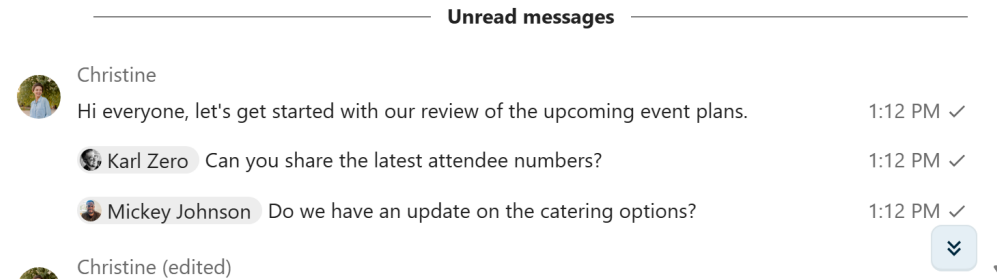 Unread messages
Christine
Hi everyone, let's get started with our review of the upcoming event plans. 1:12 PM
Karl Zero Can you share the latest attendee numbers? 1:12 PM
Mickey Johnson Do we have an update on the catering options? 1:12 PM
Christine (edited)